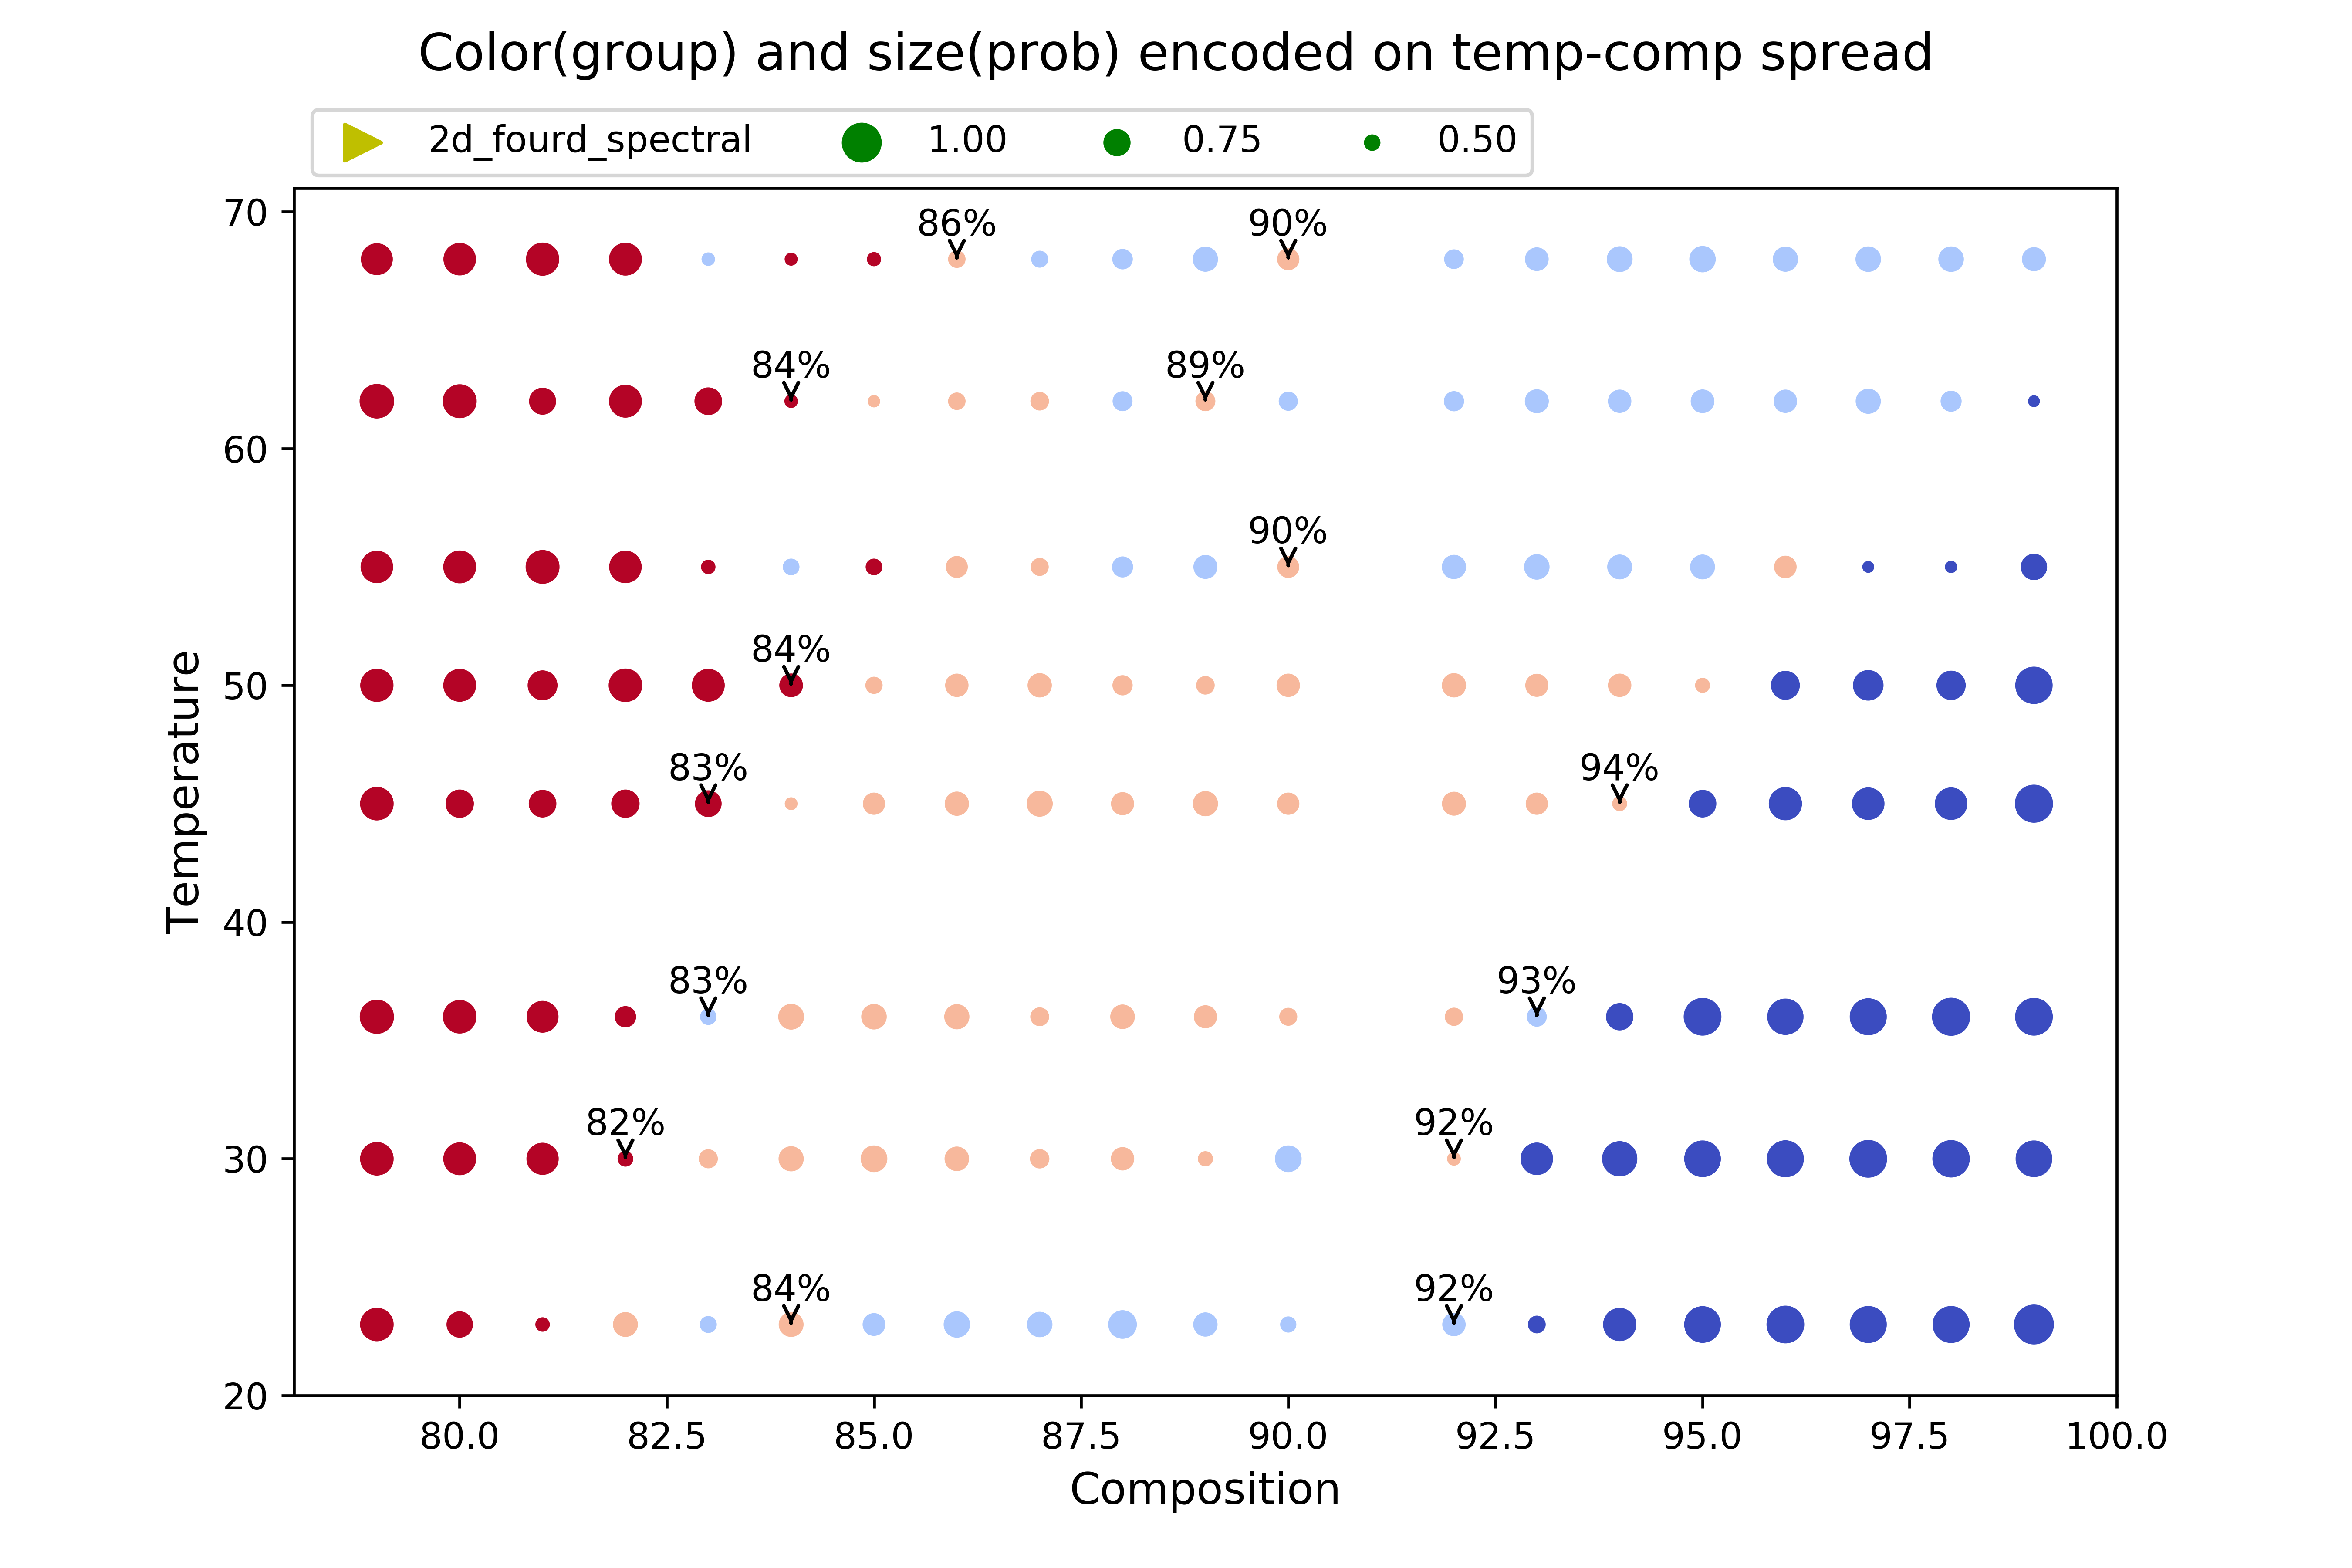 Color(group) and size(prob) encoded on temp-comp spread
2d_fourd_spectral 1.00 0.75 0.50
70
86% 90%
84% 89%
60
90%
84%
50
83% 94%
40
83% 93%
82% 92%
30
84% 92%
20
Temperature
80.0 82.5 85.0 87.5 90.0 92.5 95.0 97.5 100.0
Composition